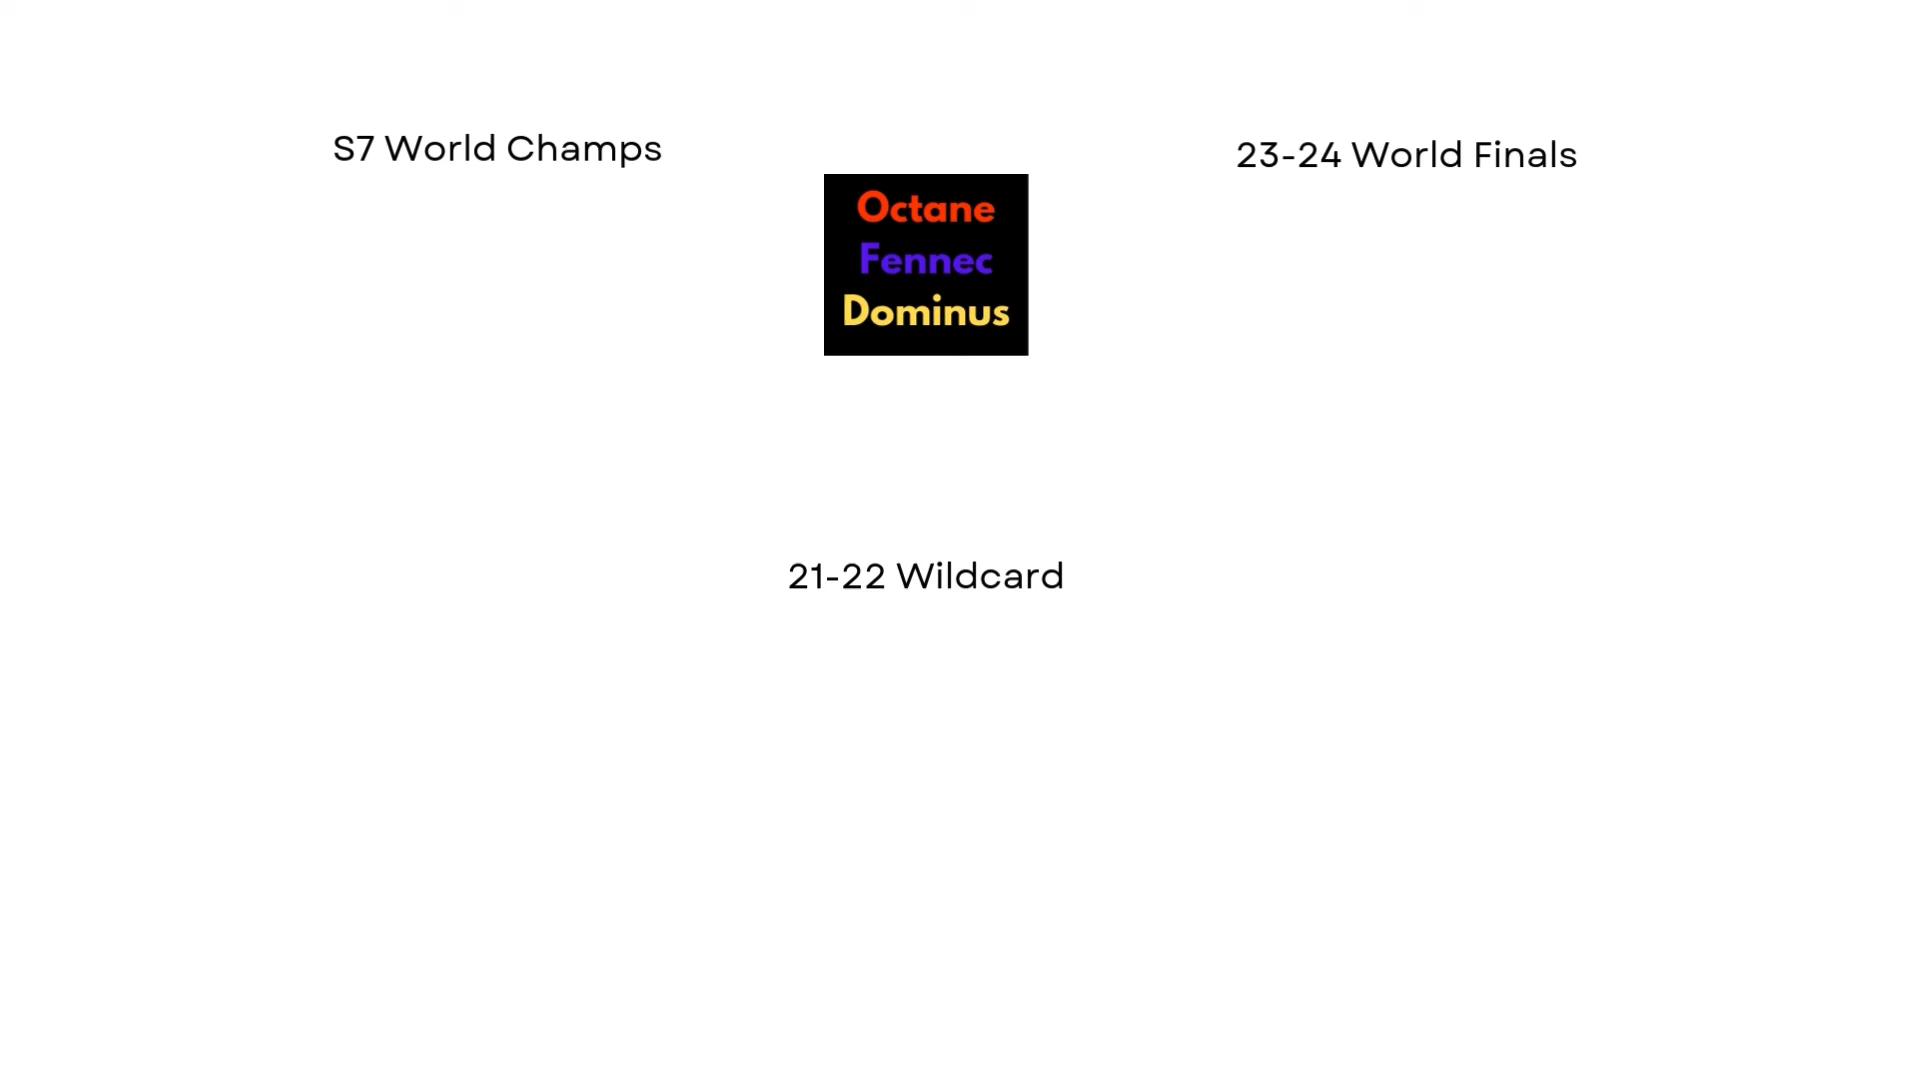 S7 World Champs
23-24 World Finals
Octane
Fennec
Dominus
21-22 Wildcard